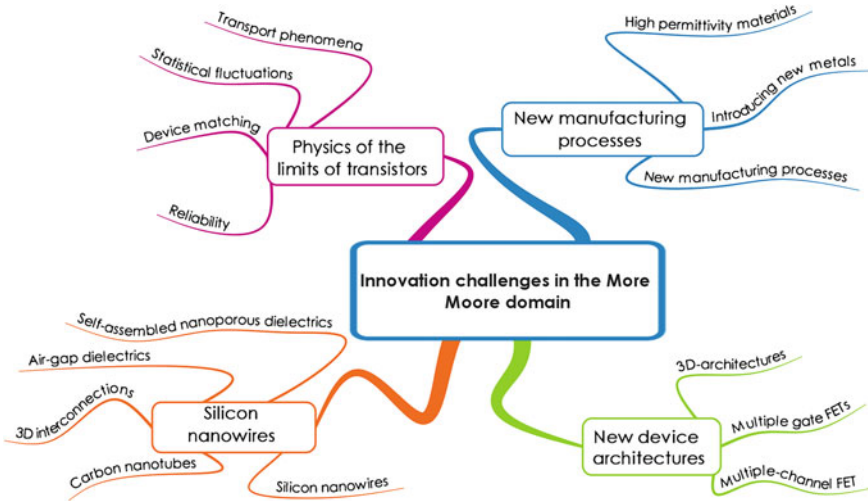 Transport phenomena
Statistical fluctuations
Device matching
Reliability
Physics of the
limits of transistors
High permittivity materials
Introducing new metals
New manufacturing processes
New manufacturing
processes
Innovation challenges in the More
Moore domain
Self-assembled nanoporous dielectrics
Air-gap dielectrics
3D interconnections
Carbon nanotubes
Silicon nanowires
Silicon
nanowires
3D-architectures
Multiple gate FETs
Multiple-channel FET
New device
architectures